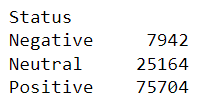 Status
Negative 7942
Neutral 25164
Positive 75704